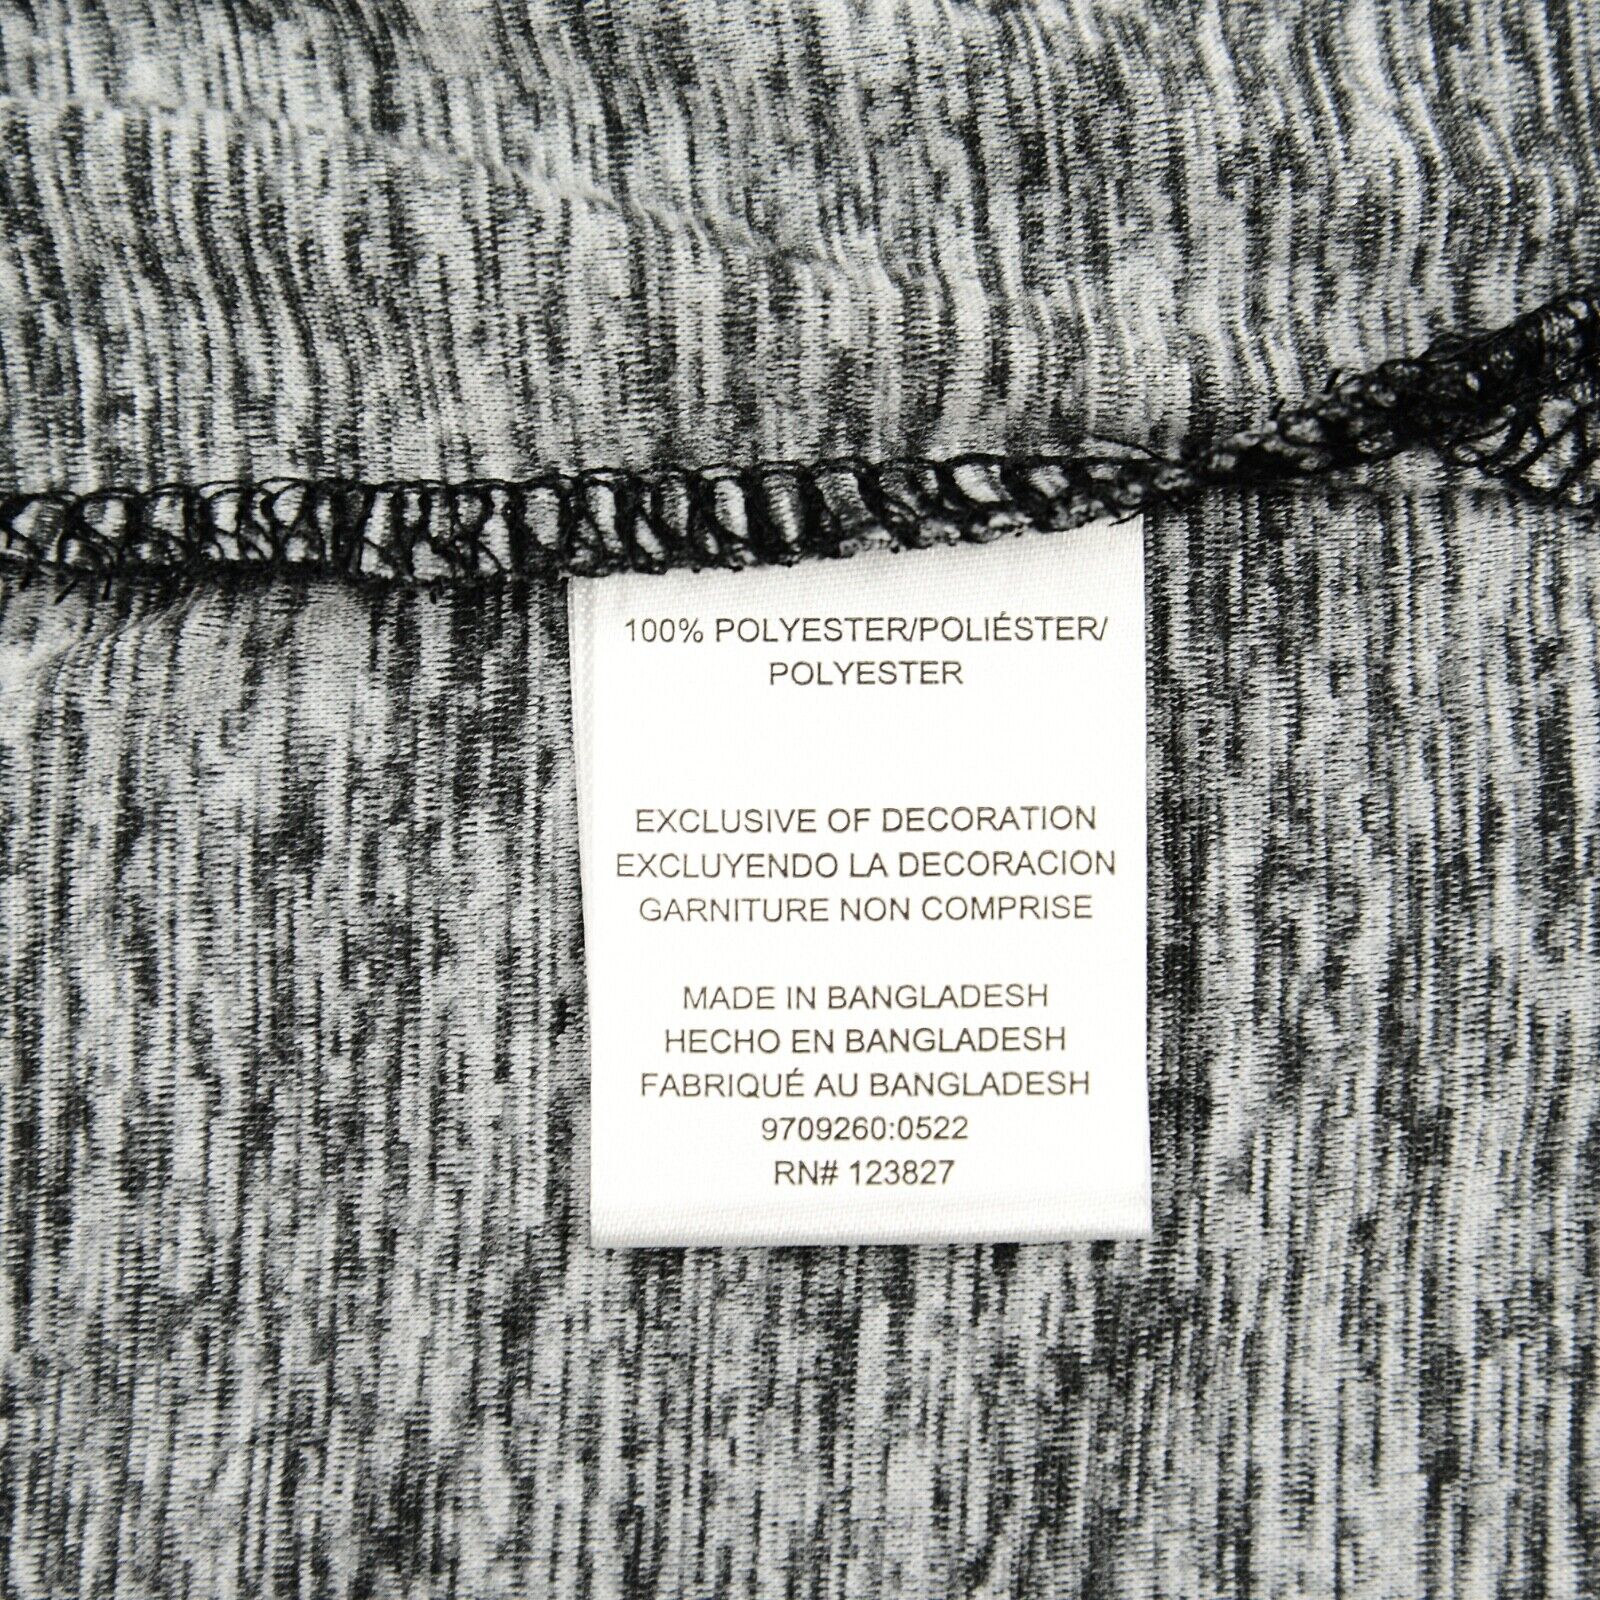 100% POLYESTER/POLIÉSTER/
POLYESTER
EXCLUSIVE OF DECORATION
EXCLUYENDO LA DECORACION
GARNITURE NON COMPRISE
MADE IN BANGLADESH
HECHO EN BANGLADESH
FABRIQUÉ AU BANGLADESH
9709260:0522
RN# 123827